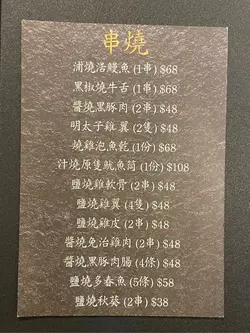 串燒
蒲燒活鰻魚 (1串) $68
黑椒燒牛舌 (1串) $68
醬燒黑豚肉 (2串) $48
明太子雞翼 (2隻) $48
燒雞泡魚乾 (1份) $68
汁燒原隻魷魚筒 (1份) $108
鹽燒雞軟骨 (2串) $48
鹽燒雞翼 (4隻) $48
鹽燒雞皮 (2串) $48
醬燒免治雞肉 (2串) $48
醬燒黑豚肉腸 (4條) $48
鹽燒多春魚 (5條) $58
鹽燒秋葵 (2串) $38